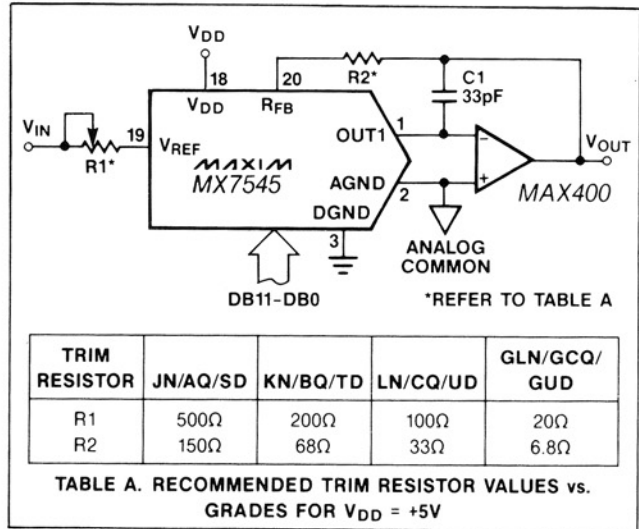 VDD
18
20
R2*
C1
33pF
VIN
R1*
19
VDD
RFB
VREF
MAXIM
MX7545
OUT1
1
AGND
2
DGND
3
VOUT
MAX400
ANALOG
COMMON
DB11-DB0
*REFER TO TABLE A
TRIM RESISTOR JN/AQ/SD KN/BQ/TD LN/CQ/UD GLN/GCQ/GUD
R1 500Ω 200Ω 100Ω 20Ω
R2 150Ω 68Ω 33Ω 6.8Ω
TABLE A. RECOMMENDED TRIM RESISTOR VALUES vs.
GRADES FOR VDD = +5V